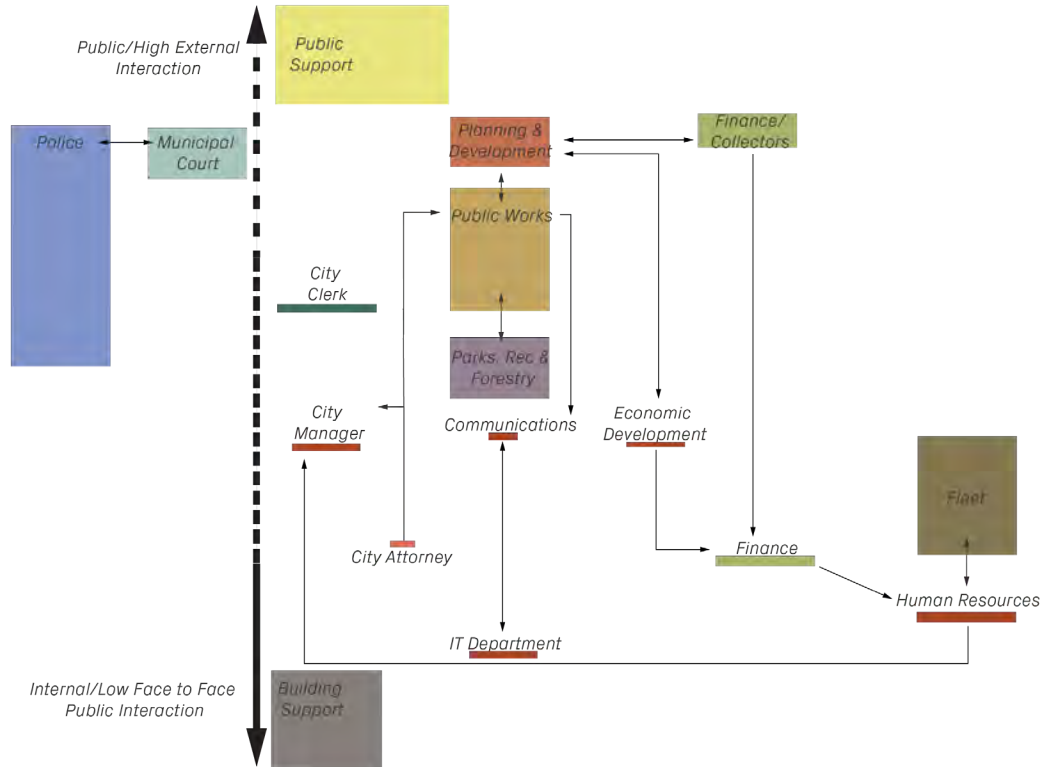 Public/High External
Interaction
Public
Support
Police
Municipal
Court
Planning &
Development
Finance/
Collectors
Public Works
City
Clerk
Parks, Rec &
Forestry
City
Manager
Communications
Economic
Development
Fleet
City Attorney
Finance
Human Resources
IT Department
Internal/Low Face to Face
Public Interaction
Building
Support